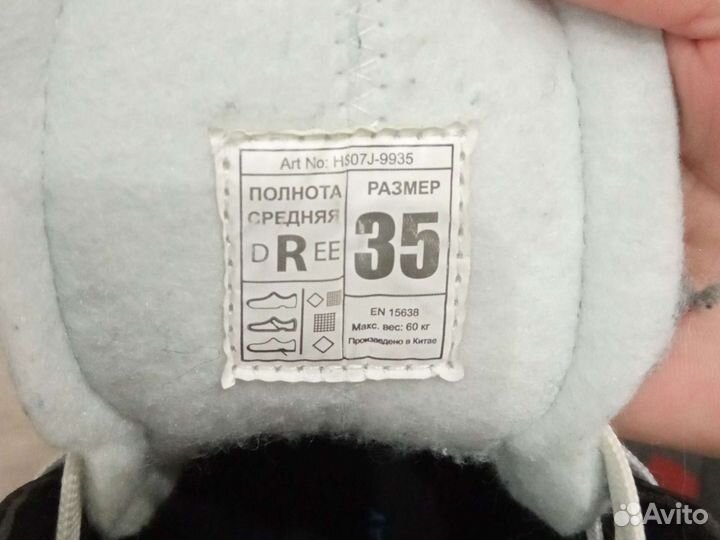 Art No: HS07J-9935
ПОЛНОТА
СРЕДНЯЯ
D R EE
РАЗМЕР
35
EN 15638
Макс. вес: 60 кг
Произведено в Китае
Avito